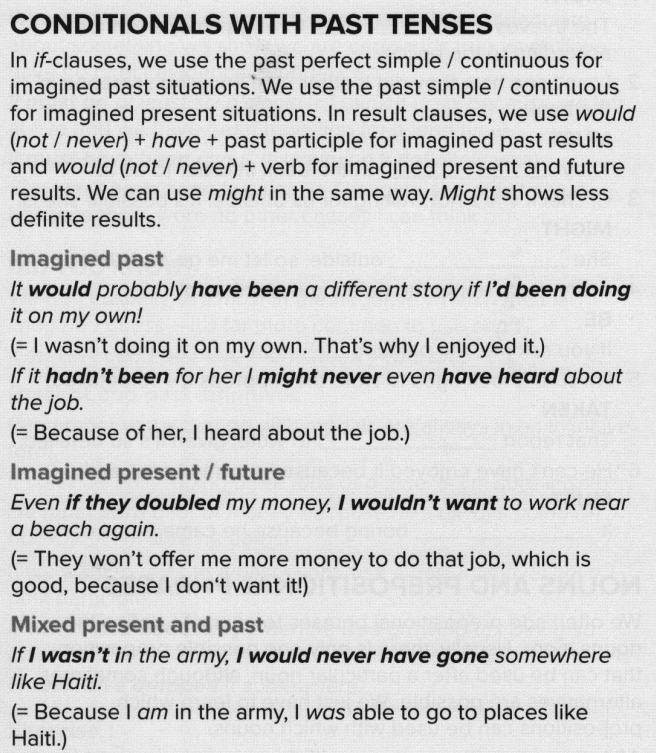 CONDITIONALS WITH PAST TENSES
In if-clauses, we use the past perfect simple / continuous for
imagined past situations. We use the past simple / continuous
for imagined present situations. In result clauses, we use would
(not / never) + have + past participle for imagined past results
and would (not / never) + verb for imagined present and future
results. We can use might in the same way. Might shows less
definite results.
Imagined past
It would probably have been a different story if I'd been doing
it on my own!
(= I wasn't doing it on my own. That's why I enjoyed it.)
If it hadn't been for her I might never even have heard about
the job.
(= Because of her, I heard about the job.)
Imagined present / future
Even if they doubled my money, I wouldn't want to work near
a beach again.
(= They won't offer me more money to do that job, which is
good, because I don't want it!)
Mixed present and past
If I wasn't in the army, I would never have gone somewhere
like Haiti.
(= Because I am in the army, I was able to go to places like
Haiti.)